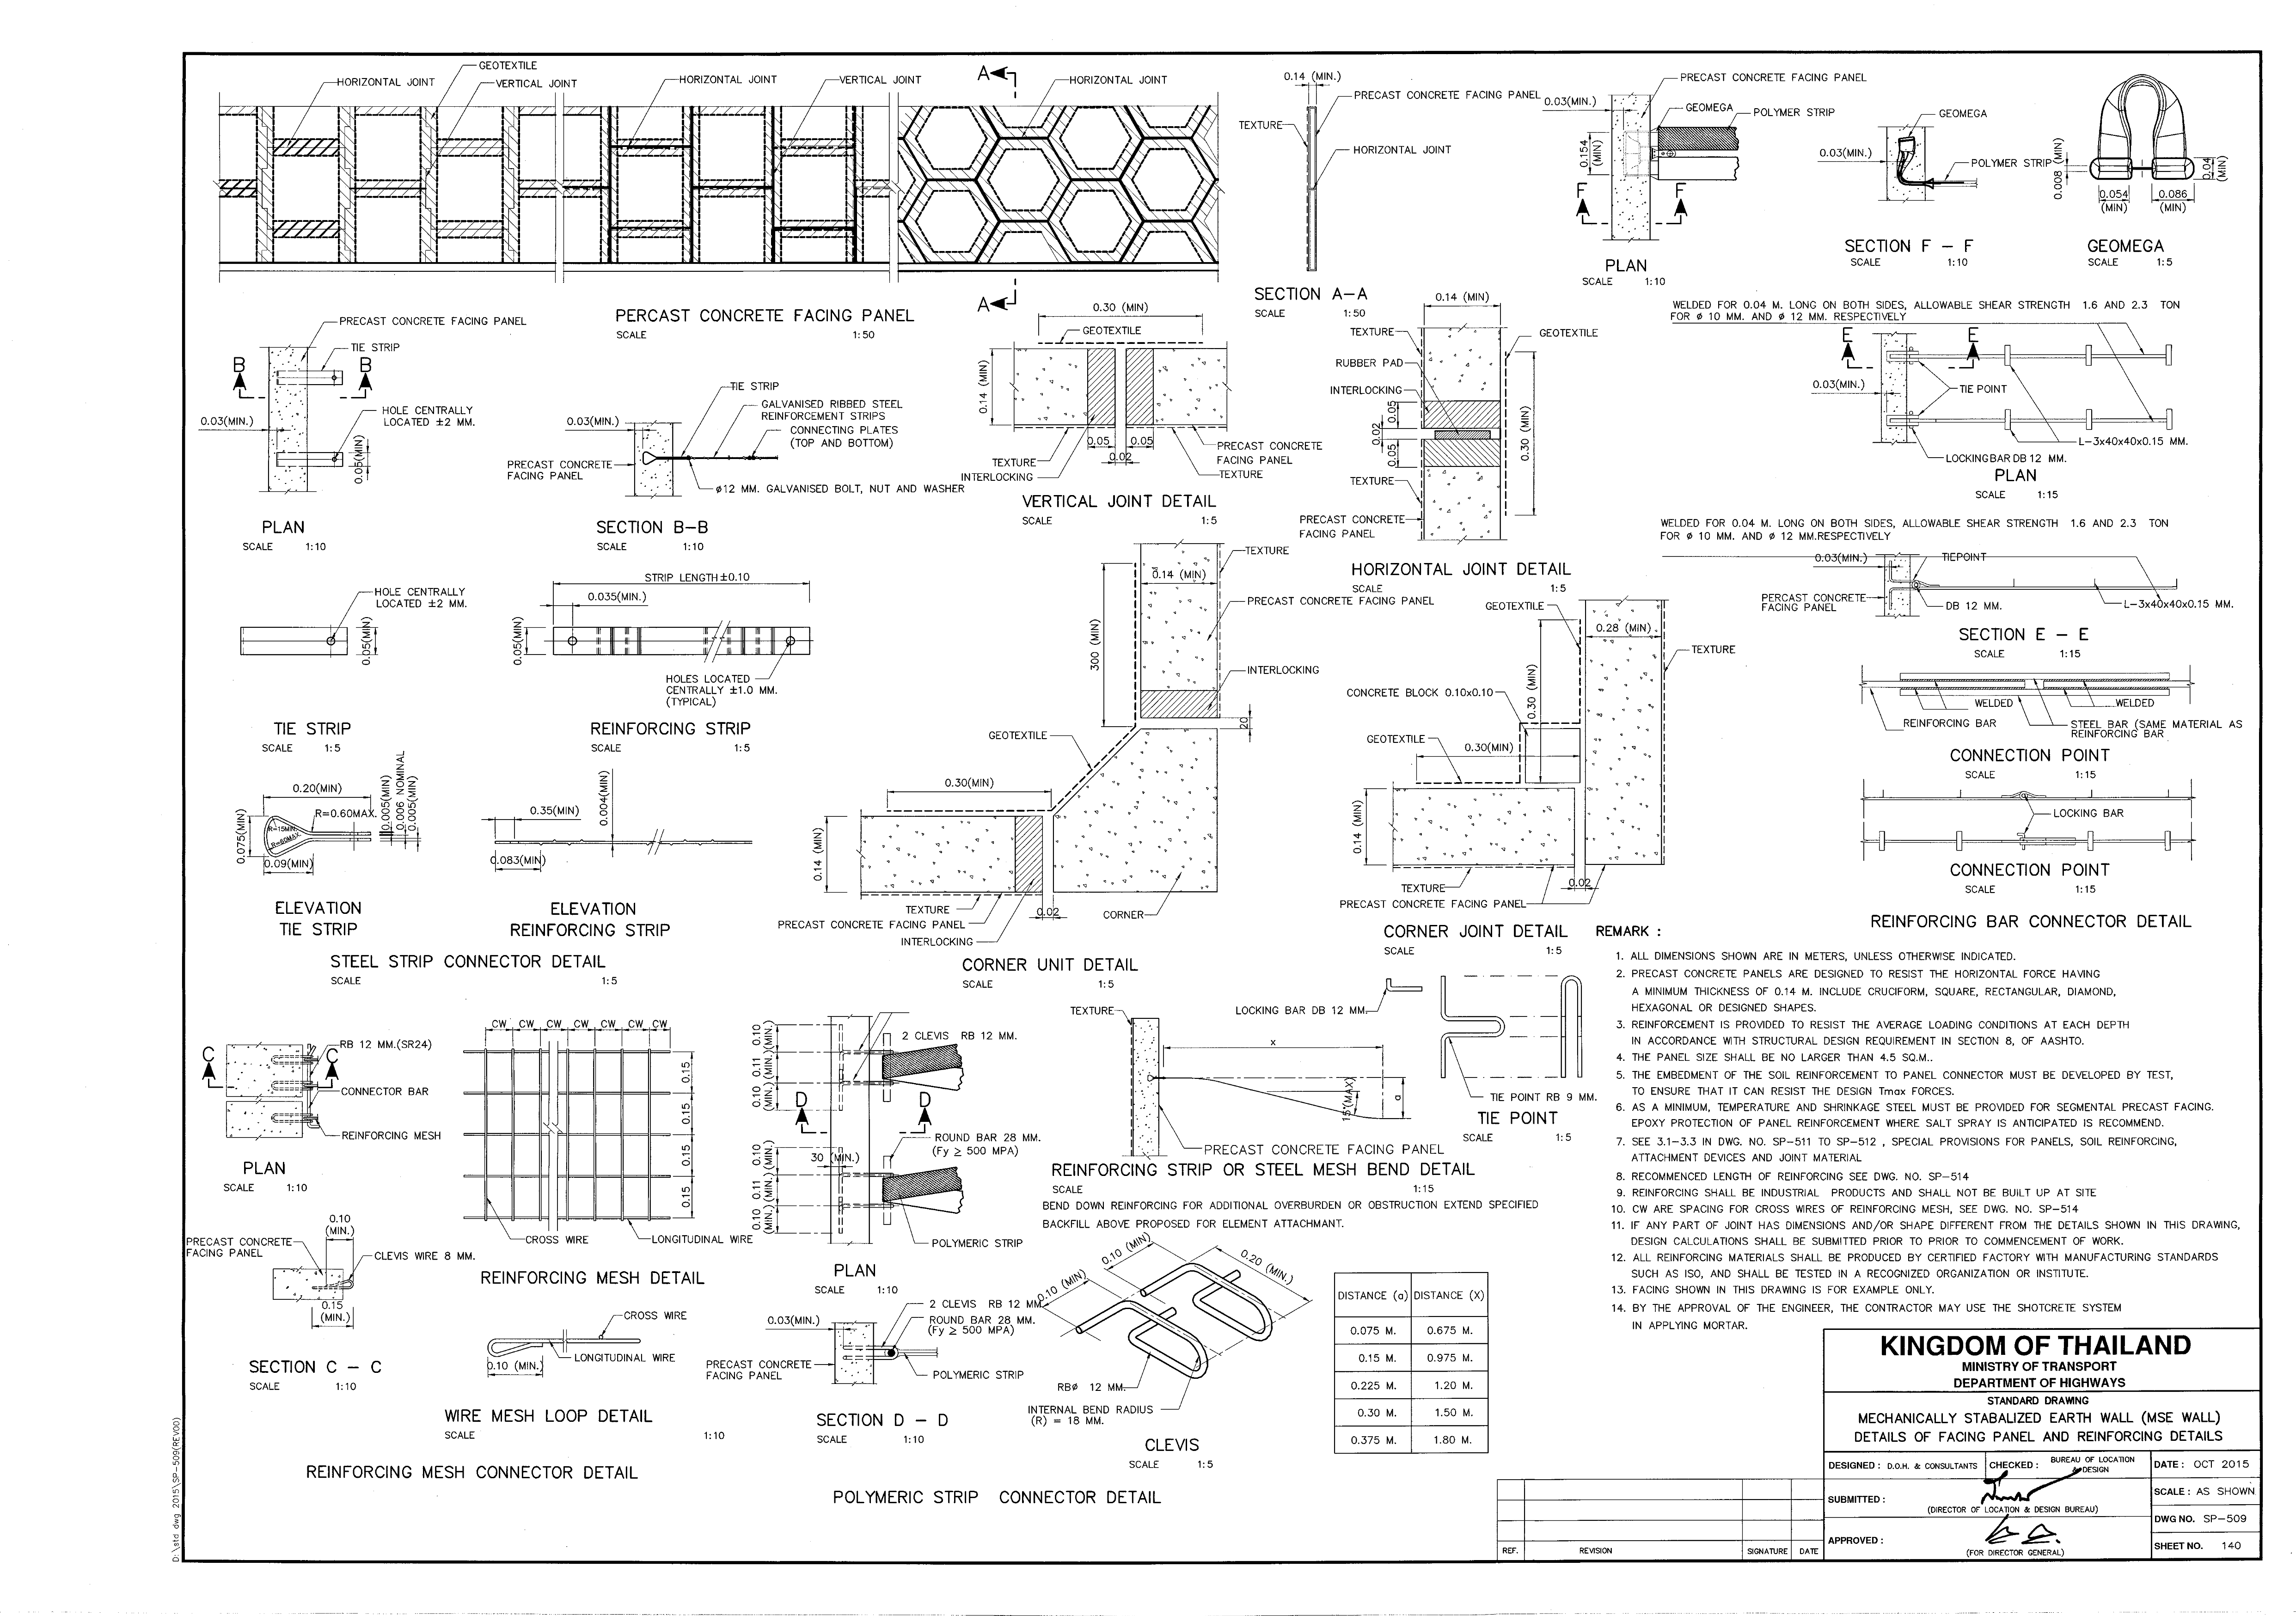 GEOTEXTILE
HORIZONTAL JOINT
VERTICAL JOINT
HORIZONTAL JOINT
VERTICAL JOINT
A
HORIZONTAL JOINT
A
PERCAST CONCRETE FACING PANEL
SCALE 1:50
0.14 (MIN.)
PRECAST CONCRETE FACING PANEL
TEXTURE
HORIZONTAL JOINT
SECTION A-A
SCALE 1:50
PRECAST CONCRETE FACING PANEL
0.03(MIN.)
GEOMEGA
POLYMER STRIP
0.154
(MIN)
F F
PLAN
SCALE 1:10
GEOMEGA
0.03(MIN.)
POLYMER STRIP
SECTION F - F
SCALE 1:10
0.008 (MIN)
0.04
(MIN)
0.054
(MIN)
0.086
(MIN)
GEOMEGA
SCALE 1:5
PRECAST CONCRETE FACING PANEL
TIE STRIP
B B
HOLE CENTRALLY
LOCATED ±2 MM.
0.03(MIN.)
0.05(MIN)
PLAN
SCALE 1:10
TIE STRIP
GALVANISED RIBBED STEEL
REINFORCEMENT STRIPS
CONNECTING PLATES
(TOP AND BOTTOM)
0.03(MIN.)
PRECAST CONCRETE
FACING PANEL
ø12 MM. GALVANISED BOLT, NUT AND WASHER
SECTION B-B
SCALE 1:10
0.30 (MIN)
GEOTEXTILE
0.14 (MIN)
0.05 0.05
0.02
TEXTURE
INTERLOCKING
PRECAST CONCRETE
FACING PANEL
TEXTURE
VERTICAL JOINT DETAIL
SCALE 1:5
0.14 (MIN)
TEXTURE
GEOTEXTILE
RUBBER PAD
INTERLOCKING
0.05
0.02
0.05
0.30 (MIN)
TEXTURE
PRECAST CONCRETE
FACING PANEL
HORIZONTAL JOINT DETAIL
SCALE 1:5
WELDED FOR 0.04 M. LONG ON BOTH SIDES, ALLOWABLE SHEAR STRENGTH 1.6 AND 2.3 TON
FOR ø 10 MM. AND ø 12 MM. RESPECTIVELY
E E
0.03(MIN.)
TIE POINT
L-3x40x40x0.15 MM.
LOCKING BAR DB 12 MM.
PLAN
SCALE 1:15
WELDED FOR 0.04 M. LONG ON BOTH SIDES, ALLOWABLE SHEAR STRENGTH 1.6 AND 2.3 TON
FOR ø 10 MM. AND ø 12 MM.RESPECTIVELY
0.03(MIN.)
TIEPOINT
PERCAST CONCRETE
FACING PANEL
DB 12 MM.
L-3x40x40x0.15 MM.
SECTION E - E
SCALE 1:15
WELDED WELDED
REINFORCING BAR
STEEL BAR (SAME MATERIAL AS
REINFORCING BAR
CONNECTION POINT
SCALE 1:15
LOCKING BAR
CONNECTION POINT
SCALE 1:15
REINFORCING BAR CONNECTOR DETAIL
HOLE CENTRALLY
LOCATED ±2 MM.
0.05(MIN)
TIE STRIP
SCALE 1:5
STRIP LENGTH±0.10
0.035(MIN.)
0.05(MIN)
HOLES LOCATED
CENTRALLY ±1.0 MM.
(TYPICAL)
REINFORCING STRIP
SCALE 1:5
0.20(MIN)
R=0.60MAX.
R=15MIN.
R=60MAX.
0.075(MIN)
0.09(MIN)
0.005(MIN)
0.006 NOMINAL
0.005(MIN)
ELEVATION
TIE STRIP
0.35(MIN)
0.004(MIN)
0.083(MIN)
ELEVATION
REINFORCING STRIP
STEEL STRIP CONNECTOR DETAIL
SCALE 1:5
TEXTURE
0.14 (MIN)
PRECAST CONCRETE FACING PANEL
300 (MIN)
INTERLOCKING
20
GEOTEXTILE
0.30(MIN)
0.14 (MIN)
TEXTURE
0.02
CORNER
PRECAST CONCRETE FACING PANEL
INTERLOCKING
CORNER UNIT DETAIL
SCALE 1:5
GEOTEXTILE
0.28 (MIN)
TEXTURE
0.30 (MIN)
CONCRETE BLOCK 0.10x0.10
GEOTEXTILE
0.30(MIN)
0.14 (MIN)
0.02
TEXTURE
PRECAST CONCRETE FACING PANEL
CORNER JOINT DETAIL
SCALE 1:5
C C
RB 12 MM.(SR24)
CONNECTOR BAR
REINFORCING MESH
PLAN
SCALE 1:10
0.10
(MIN.)
PRECAST CONCRETE
FACING PANEL
CLEVIS WIRE 8 MM.
0.15
(MIN.)
SECTION C - C
SCALE 1:10
CW CW CW CW CW CW CW
0.15
0.15
0.15
0.15
CROSS WIRE
LONGITUDINAL WIRE
REINFORCING MESH DETAIL
CROSS WIRE
LONGITUDINAL WIRE
0.10 (MIN.)
WIRE MESH LOOP DETAIL
SCALE 1:10
REINFORCING MESH CONNECTOR DETAIL
2 CLEVIS RB 12 MM.
0.10 (MIN.)
0.11 (MIN.)
0.10 (MIN.)
D D
ROUND BAR 28 MM.
(Fy ≥ 500 MPA)
30 (MIN.)
0.10 (MIN.)
0.11 (MIN.)
0.10 (MIN.)
POLYMERIC STRIP
PLAN
SCALE 1:10
2 CLEVIS RB 12 MM.
ROUND BAR 28 MM.
(Fy ≥ 500 MPA)
0.03(MIN.)
PRECAST CONCRETE
FACING PANEL
POLYMERIC STRIP
SECTION D - D
SCALE 1:10
POLYMERIC STRIP CONNECTOR DETAIL
TEXTURE
x
a
15°(MAX)
PRECAST CONCRETE FACING PANEL
REINFORCING STRIP OR STEEL MESH BEND DETAIL
SCALE 1:15
BEND DOWN REINFORCING FOR ADDITIONAL OVERBURDEN OR OBSTRUCTION EXTEND SPECIFIED
BACKFILL ABOVE PROPOSED FOR ELEMENT ATTACHMANT.
LOCKING BAR DB 12 MM.
TIE POINT RB 9 MM.
TIE POINT
SCALE 1:5
0.10 (MIN)
0.10 (MIN)
0.20 (MIN.)
RBø 12 MM.
INTERNAL BEND RADIUS
(R) = 18 MM.
CLEVIS
SCALE 1:5
DISTANCE (a) DISTANCE (X)
0.075 M. 0.675 M.
0.15 M. 0.975 M.
0.225 M. 1.20 M.
0.30 M. 1.50 M.
0.375 M. 1.80 M.
REMARK :
1. ALL DIMENSIONS SHOWN ARE IN METERS, UNLESS OTHERWISE INDICATED.
2. PRECAST CONCRETE PANELS ARE DESIGNED TO RESIST THE HORIZONTAL FORCE HAVING
A MINIMUM THICKNESS OF 0.14 M. INCLUDE CRUCIFORM, SQUARE, RECTANGULAR, DIAMOND,
HEXAGONAL OR DESIGNED SHAPES.
3. REINFORCEMENT IS PROVIDED TO RESIST THE AVERAGE LOADING CONDITIONS AT EACH DEPTH
IN ACCORDANCE WITH STRUCTURAL DESIGN REQUIREMENT IN SECTION 8, OF AASHTO.
4. THE PANEL SIZE SHALL BE NO LARGER THAN 4.5 SQ.M..
5. THE EMBEDMENT OF THE SOIL REINFORCEMENT TO PANEL CONNECTOR MUST BE DEVELOPED BY TEST,
TO ENSURE THAT IT CAN RESIST THE DESIGN Tmax FORCES.
6. AS A MINIMUM, TEMPERATURE AND SHRINKAGE STEEL MUST BE PROVIDED FOR SEGMENTAL PRECAST FACING.
EPOXY PROTECTION OF PANEL REINFORCEMENT WHERE SALT SPRAY IS ANTICIPATED IS RECOMMEND.
7. SEE 3.1-3.3 IN DWG. NO. SP-511 TO SP-512 , SPECIAL PROVISIONS FOR PANELS, SOIL REINFORCING,
ATTACHMENT DEVICES AND JOINT MATERIAL
8. RECOMMENCED LENGTH OF REINFORCING SEE DWG. NO. SP-514
9. REINFORCING SHALL BE INDUSTRIAL PRODUCTS AND SHALL NOT BE BUILT UP AT SITE
10. CW ARE SPACING FOR CROSS WIRES OF REINFORCING MESH, SEE DWG. NO. SP-514
11. IF ANY PART OF JOINT HAS DIMENSIONS AND/OR SHAPE DIFFERENT FROM THE DETAILS SHOWN IN THIS DRAWING,
DESIGN CALCULATIONS SHALL BE SUBMITTED PRIOR TO PRIOR TO COMMENCEMENT OF WORK.
12. ALL REINFORCING MATERIALS SHALL BE PRODUCED BY CERTIFIED FACTORY WITH MANUFACTURING STANDARDS
SUCH AS ISO, AND SHALL BE TESTED IN A RECOGNIZED ORGANIZATION OR INSTITUTE.
13. FACING SHOWN IN THIS DRAWING IS FOR EXAMPLE ONLY.
14. BY THE APPROVAL OF THE ENGINEER, THE CONTRACTOR MAY USE THE SHOTCRETE SYSTEM
IN APPLYING MORTAR.
KINGDOM OF THAILAND
MINISTRY OF TRANSPORT
DEPARTMENT OF HIGHWAYS
STANDARD DRAWING
MECHANICALLY STABALIZED EARTH WALL (MSE WALL)
DETAILS OF FACING PANEL AND REINFORCING DETAILS
DESIGNED : D.O.H. & CONSULTANTS
CHECKED : BUREAU OF LOCATION
& DESIGN
DATE : OCT 2015
SUBMITTED :
(DIRECTOR OF LOCATION & DESIGN BUREAU)
SCALE : AS SHOWN
DWG NO. SP-509
APPROVED :
(FOR DIRECTOR GENERAL)
SHEET NO. 140
REF. REVISION SIGNATURE DATE
D:\std dwg 2015\SP-509(REV00)